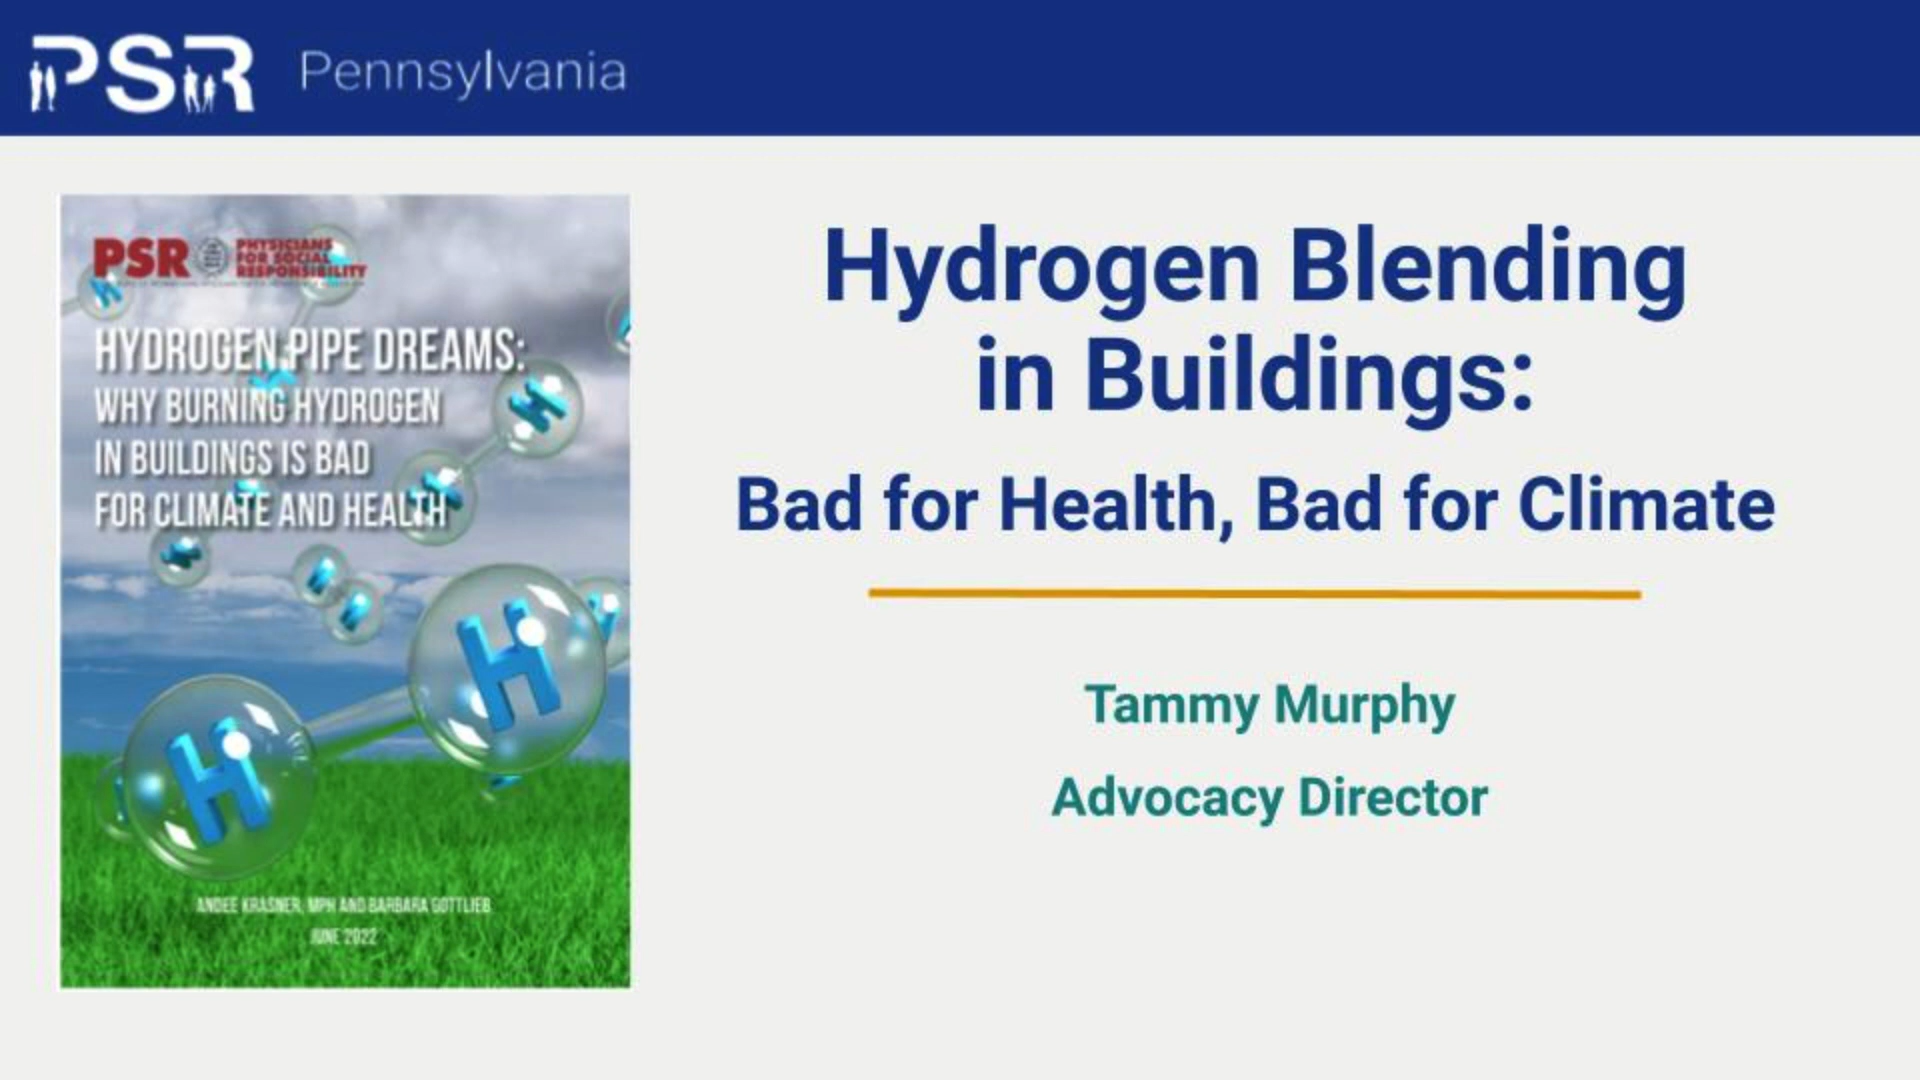 PSR Pennsylvania
PSR PHYSICIANS
FOR SOCIAL
RESPONSIBILITY
HYDROGEN PIPE DREAMS:
WHY BURNING HYDROGEN
IN BUILDINGS IS BAD
FOR CLIMATE AND HEALTH
H
H
H
H
ANDEE KRASNER, MPH AND BARBARA GOTTLIEB
JUNE 2022
Hydrogen Blending
in Buildings:
Bad for Health, Bad for Climate
Tammy Murphy
Advocacy Director